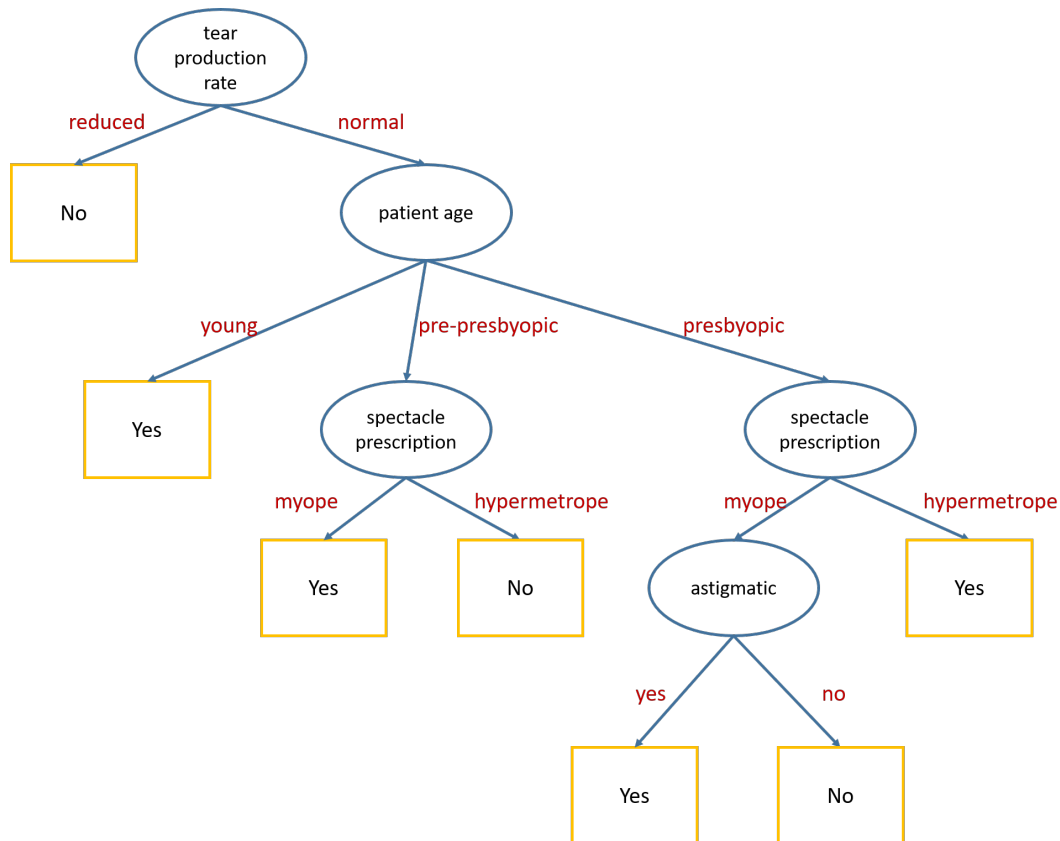 tear
production
rate
reduced
normal
No
patient age
young
pre-presbyopic
presbyopic
Yes
spectacle
prescription
spectacle
prescription
myope
hypermetrope
myope
hypermetrope
Yes
No
astigmatic
Yes
yes
no
Yes
No